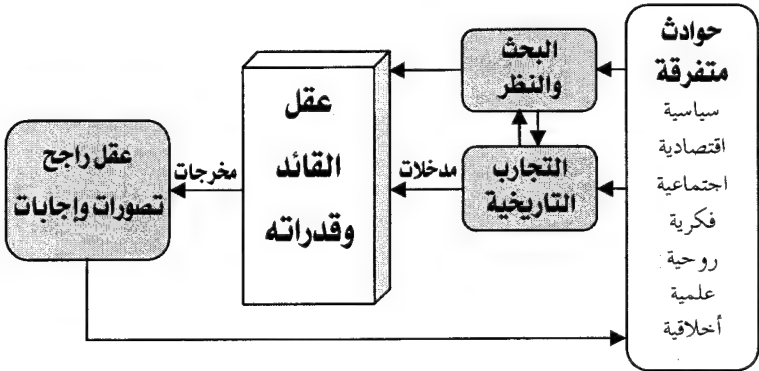 حوادث
متفرقة
سياسية
اقتصادية
اجتماعية
فكرية
روحية
علمية
أخلاقية
البحث
والنظر
التجارب
التاريخية
مدخلات
عقل
القائد
وقدراته
مخرجات
عقل راجح
تصورات وإجابات